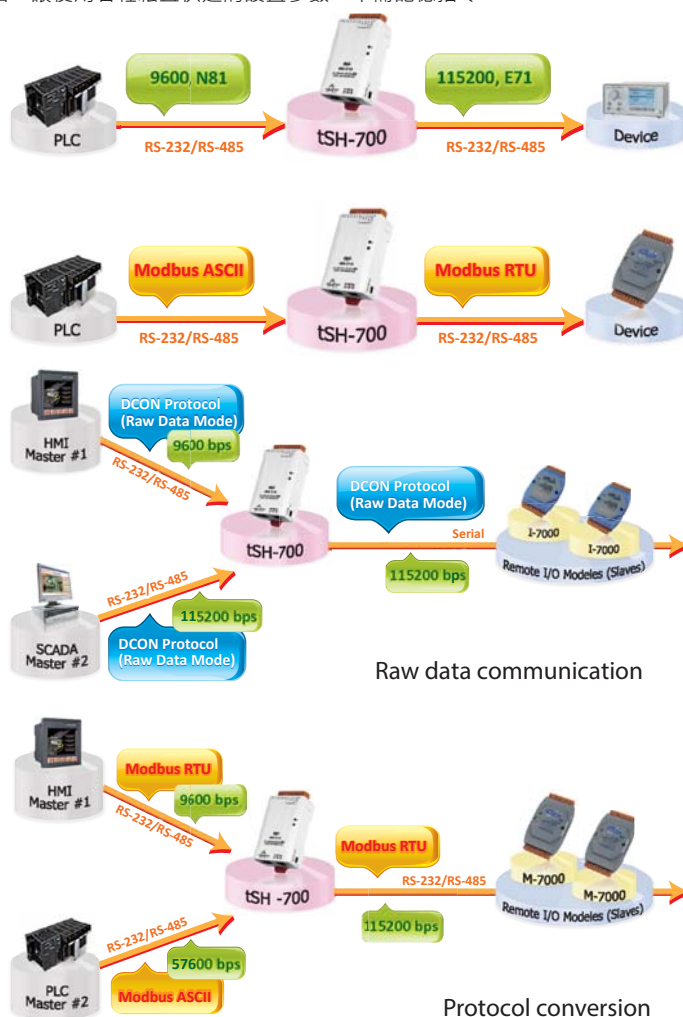 9600, N81
115200, E71
PLC
RS-232/RS-485
tSH-700
RS-232/RS-485
Device
Modbus ASCII
Modbus RTU
PLC
RS-232/RS-485
tSH-700
RS-232/RS-485
Device
DCON Protocol
(Raw Data Mode)
9600 bps
HMI
Master #1
RS-232/RS-485
tSH-700
DCON Protocol
(Raw Data Mode)
Serial
115200 bps
I-7000
I-7000
Remote I/O Modeles (Slaves)
RS-232/RS-485
115200 bps
SCADA
Master #2
DCON Protocol
(Raw Data Mode)
Raw data communication
HMI
Master #1
Modbus RTU
9600 bps
RS-232/RS-485
tSH -700
Modbus RTU
RS-232/RS-485
115200 bps
M-7000
M-7000
Remote I/O Modeles (Slaves)
RS-232/RS-485
57600 bps
PLC
Master #2
Modbus ASCII
Protocol conversion